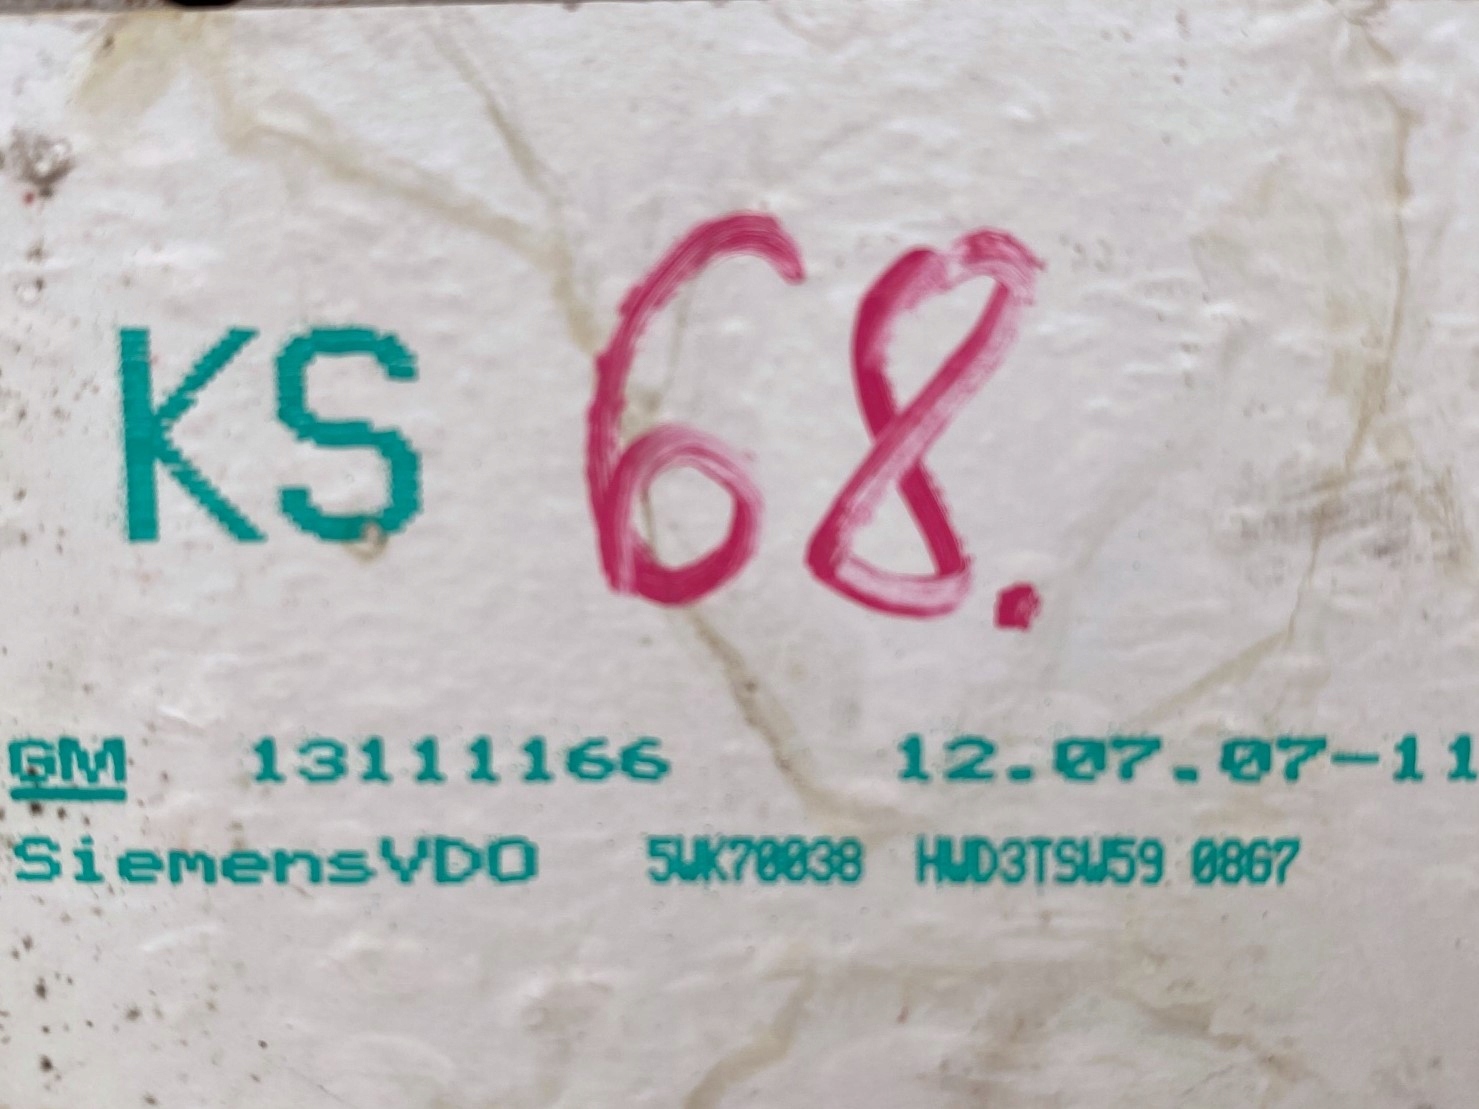 KS 68.
GM 13111166 12.07.07-11
SiemensVDO 5WK70038 HWD3TSW59 0867